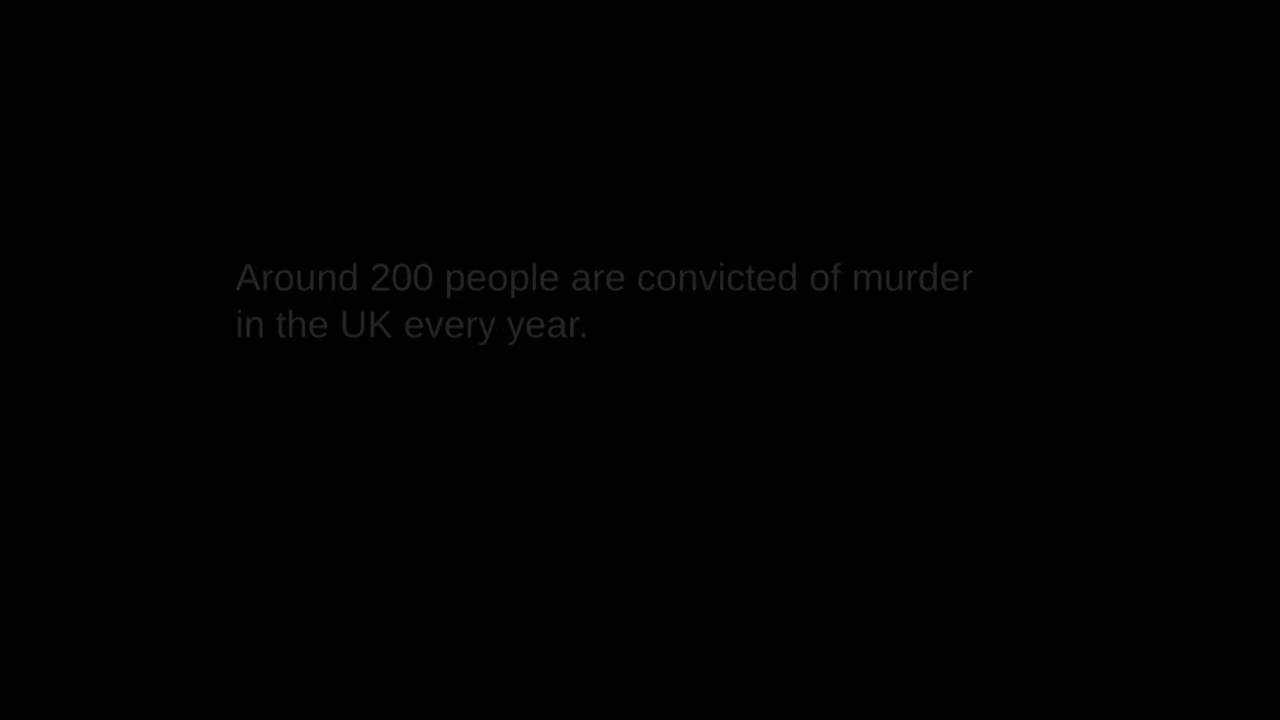 Around 200 people are convicted of murder
in the UK every year.